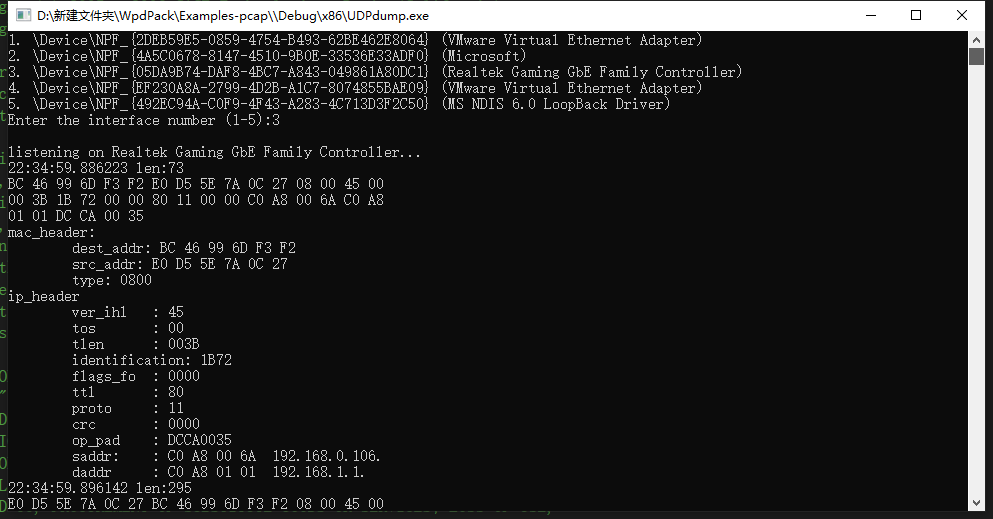 D:\新建文件夹\WpdPack\Examples-pcap\\Debug\x86\UDPdump.exe
1. \Device\NPF_{2DEB59E5-0859-4754-B493-62BE462E8064} (VMware Virtual Ethernet Adapter)
2. \Device\NPF_{4A5C0678-8147-4510-9B0E-33536E33ADF0} (Microsoft)
3. \Device\NPF_{05DA9B74-DAF8-4BC7-A843-049861A80DC1} (Realtek Gaming GbE Family Controller)
4. \Device\NPF_{EF230A8A-2799-4D2B-A1C7-8074855BAE09} (VMware Virtual Ethernet Adapter)
5. \Device\NPF_{492EC94A-C0F9-4F43-A283-4C713D3F2C50} (MS NDIS 6.0 LoopBack Driver)
Enter the interface number (1-5):3
listening on Realtek Gaming GbE Family Controller...
22:34:59.886223 len:73
BC 46 99 6D F3 F2 E0 D5 5E 7A 0C 27 08 00 45 00
00 3B 1B 72 00 00 80 11 00 00 C0 A8 00 6A C0 A8
01 01 DC CA 00 35
mac_header:
dest_addr: BC 46 99 6D F3 F2
src_addr: E0 D5 5E 7A 0C 27
type: 0800
ip_header
ver_ihl : 45
tos : 00
tlen : 003B
identification: 1B72
flags_fo : 0000
ttl : 80
proto : 11
crc : 0000
op_pad : DCCA0035
saddr: : C0 A8 00 6A 192.168.0.106.
daddr : C0 A8 01 01 192.168.1.1.
22:34:59.896142 len:295
E0 D5 5E 7A 0C 27 BC 46 99 6D F3 F2 08 00 45 00